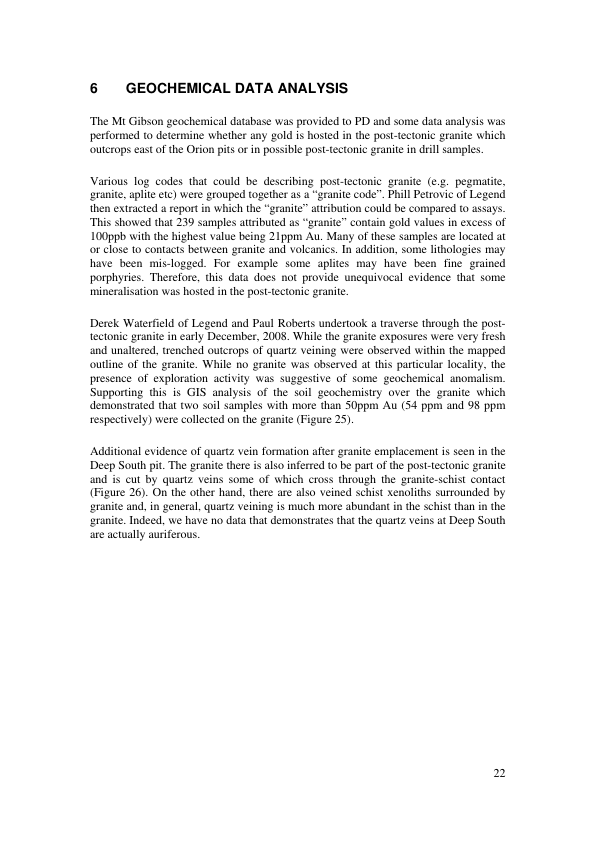 6 GEOCHEMICAL DATA ANALYSIS
The Mt Gibson geochemical database was provided to PD and some data analysis was
performed to determine whether any gold is hosted in the post-tectonic granite which
outcrops east of the Orion pits or in possible post-tectonic granite in drill samples.
Various log codes that could be describing post-tectonic granite (e.g. pegmatite,
granite, aplite etc) were grouped together as a “granite code”. Phill Petrovic of Legend
then extracted a report in which the “granite” attribution could be compared to assays.
This showed that 239 samples attributed as “granite” contain gold values in excess of
100ppb with the highest value being 21ppm Au. Many of these samples are located at
or close to contacts between granite and volcanics. In addition, some lithologies may
have been mis-logged. For example some aplites may have been fine grained
porphyries. Therefore, this data does not provide unequivocal evidence that some
mineralisation was hosted in the post-tectonic granite.
Derek Waterfield of Legend and Paul Roberts undertook a traverse through the post-
tectonic granite in early December, 2008. While the granite exposures were very fresh
and unaltered, trenched outcrops of quartz veining were observed within the mapped
outline of the granite. While no granite was observed at this particular locality, the
presence of exploration activity was suggestive of some geochemical anomalism.
Supporting this is GIS analysis of the soil geochemistry over the granite which
demonstrated that two soil samples with more than 50ppm Au (54 ppm and 98 ppm
respectively) were collected on the granite (Figure 25).
Additional evidence of quartz vein formation after granite emplacement is seen in the
Deep South pit. The granite there is also inferred to be part of the post-tectonic granite
and is cut by quartz veins some of which cross through the granite-schist contact
(Figure 26). On the other hand, there are also veined schist xenoliths surrounded by
granite and, in general, quartz veining is much more abundant in the schist than in the
granite. Indeed, we have no data that demonstrates that the quartz veins at Deep South
are actually auriferous.
22